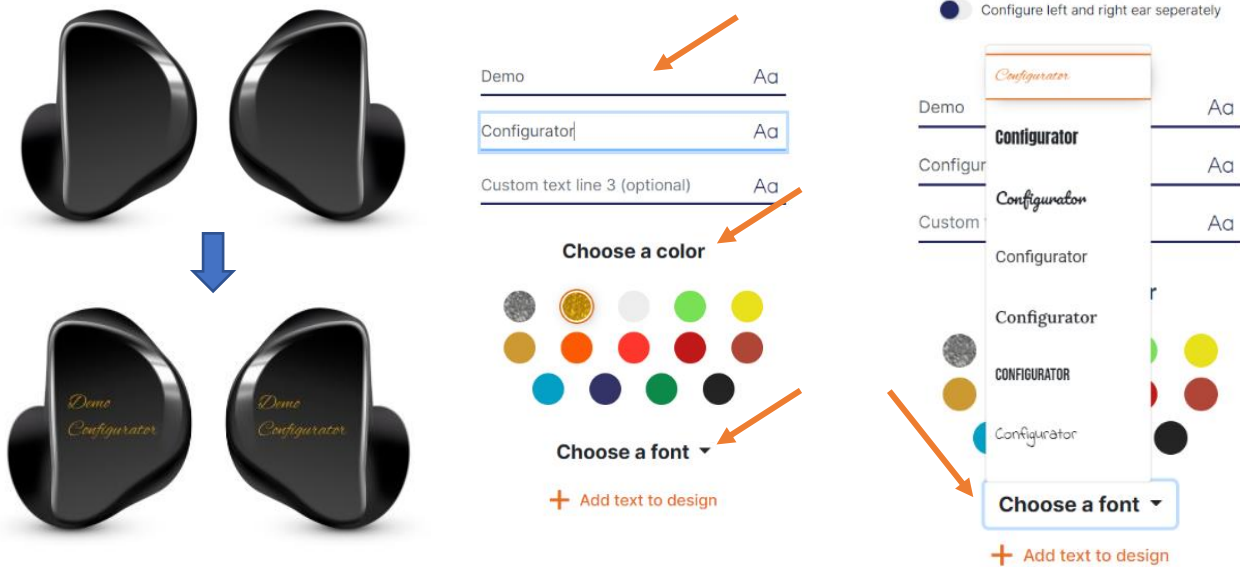 Demo
Configurator
Demo
Configurator
Demo Aa
Configurator Aa
Custom text line 3 (optional) Aa
Choose a color
Choose a font
+ Add text to design
Configure left and right ear seperately
Configurator
Demo Aa
Configurator
Configur Aa
Configurator
Custom Aa
Configurator
Configurator
r
CONFIGURATOR
Configurator
Choose a font
+ Add text to design